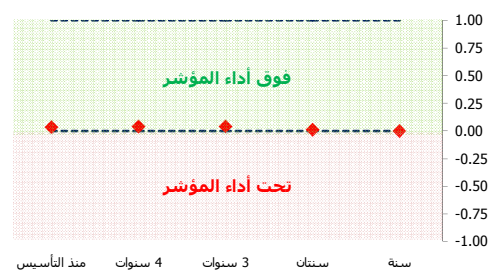 1.00
0.75
فوق أداء المؤشر
0.50
0.25
0.00
-0.25
تحت أداء المؤشر
-0.50
-0.75
-1.00
سنة
سنتان
3 سنوات
4 سنوات
منذ التأسيس